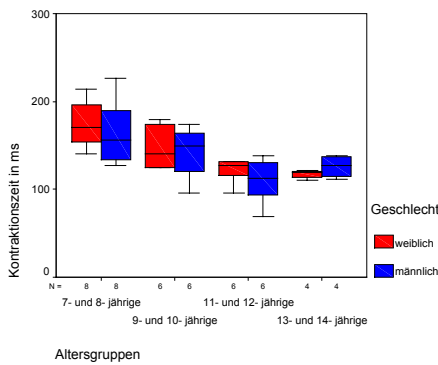 300
200
100
0
Kontraktionszeit in ms
N = 8 8 6 6 6 6 4 4
7- und 8- jährige
11- und 12- jährige
9- und 10- jährige
13- und 14- jährige
Altersgruppen
Geschlecht
weiblich
männlich